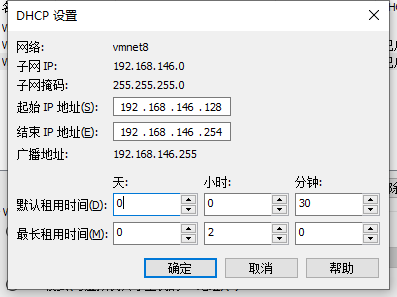 DHCP 设置
网络: vmnet8
子网 IP: 192.168.146.0
子网掩码: 255.255.255.0
起始 IP 地址(S): 192 . 168 . 146 . 128
结束 IP 地址(E): 192 . 168 . 146 . 254
广播地址: 192.168.146.255
天: 小时: 分钟:
默认租用时间(D): 0 0 30
最长租用时间(M): 0 2 0
确定 取消 帮助